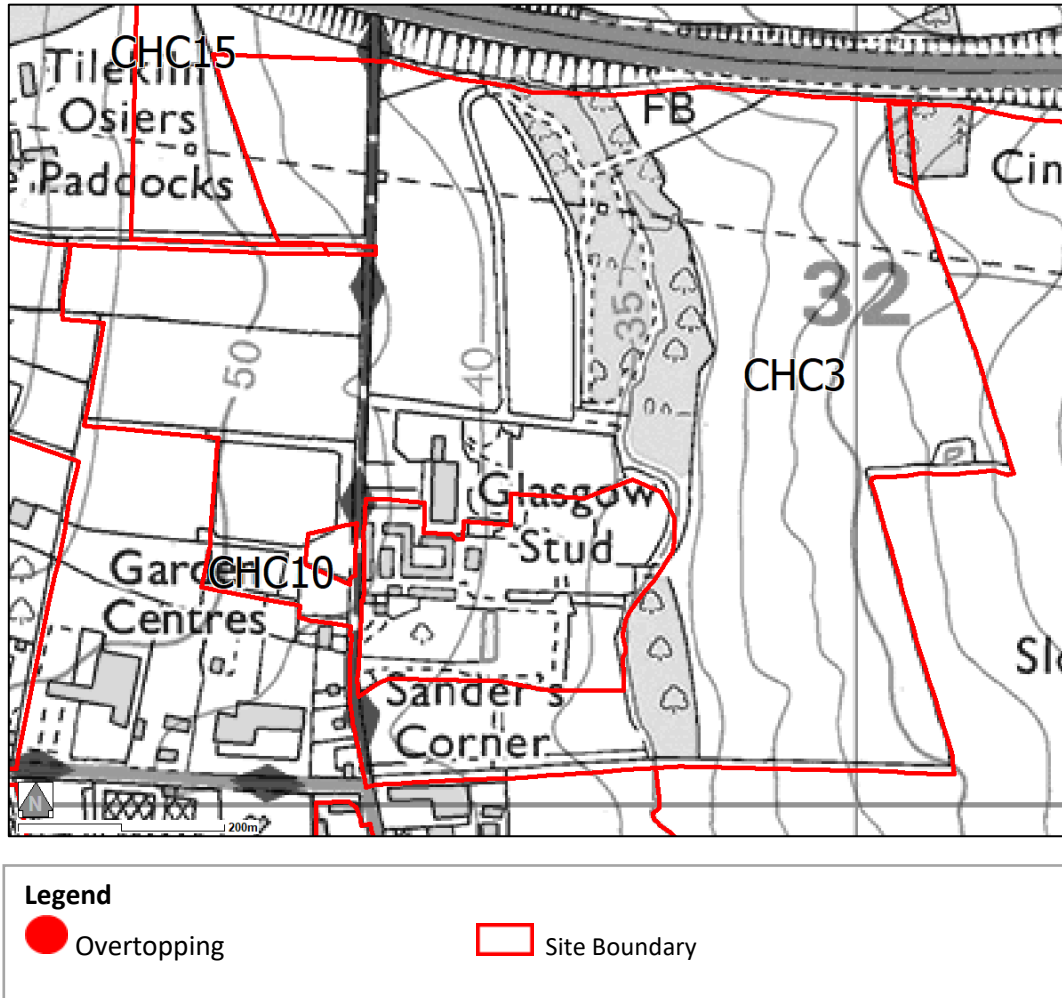 CHC15
Tilekiln
Osiers
Paddocks
FB
Cin
32
35
CHC3
50
40
Glasgow
Stud
Garden
CHC10
Centres
Sander's
Corner
N
200m
Legend
Overtopping
Site Boundary